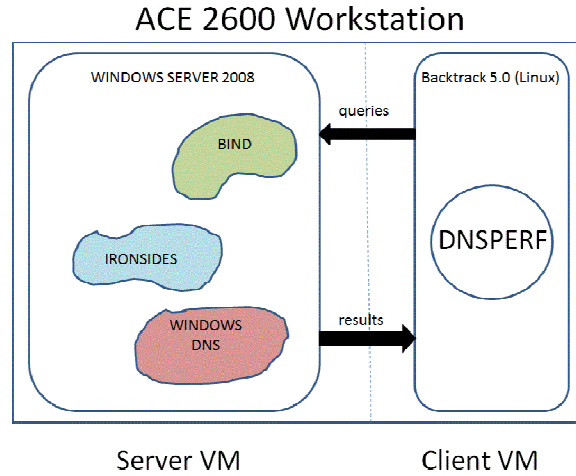 ACE 2600 Workstation
WINDOWS SERVER 2008
Backtrack 5.0 (Linux)
queries
BIND
DNSPERF
IRONSIDES
WINDOWS
DNS
results
Server VM
Client VM